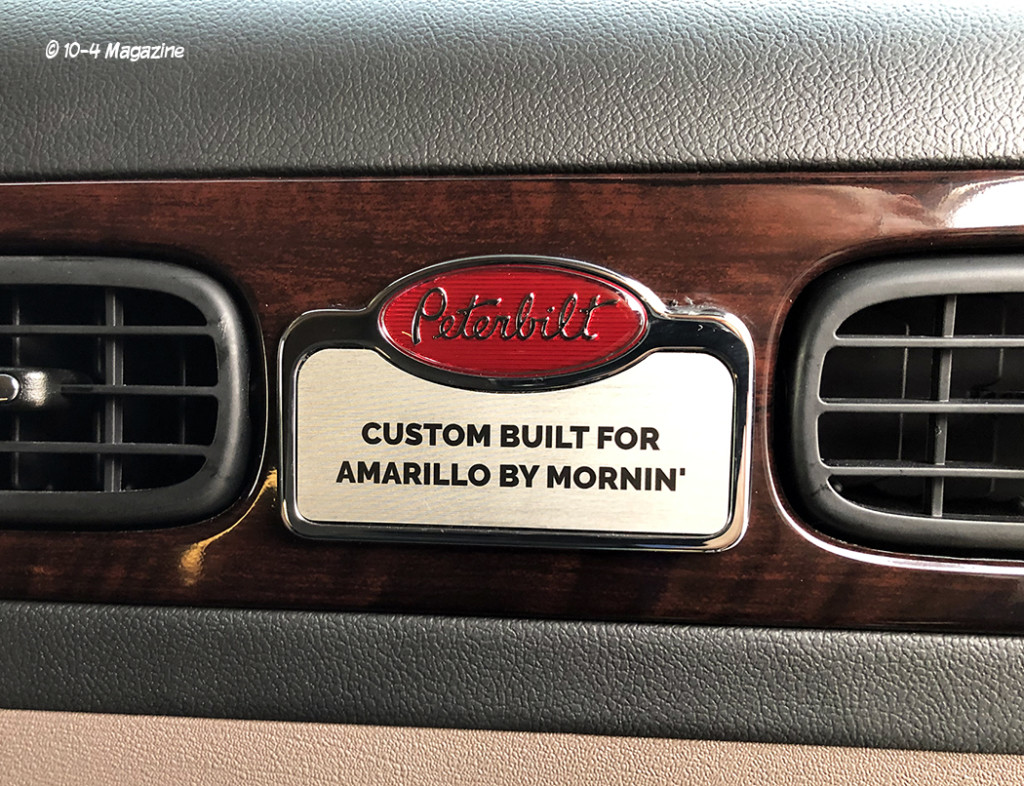 © 10-4 Magazine
Peterbilt
CUSTOM BUILT FOR
AMARILLO BY MORNIN'